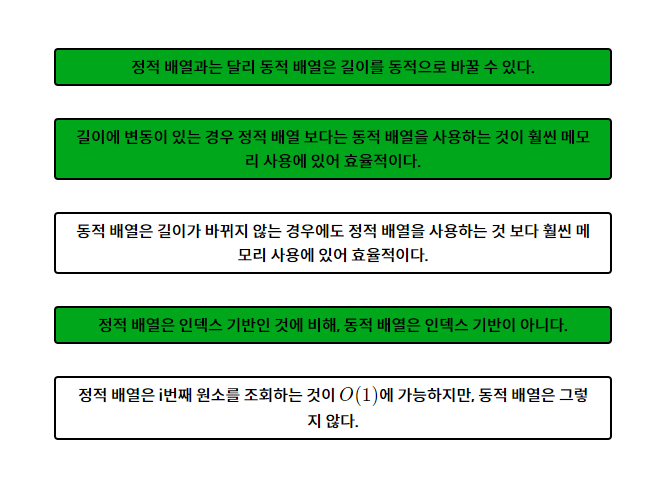 정적 배열과는 달리 동적 배열은 길이를 동적으로 바꿀 수 있다.
길이에 변동이 있는 경우 정적 배열 보다는 동적 배열을 사용하는 것이 훨씬 메모
리 사용에 있어 효율적이다.
동적 배열은 길이가 바뀌지 않는 경우에도 정적 배열을 사용하는 것 보다 훨씬 메
모리 사용에 있어 효율적이다.
정적 배열은 인덱스 기반인 것에 비해, 동적 배열은 인덱스 기반이 아니다.
정적 배열은 i번째 원소를 조회하는 것이 O(1)에 가능하지만, 동적 배열은 그렇
지 않다.